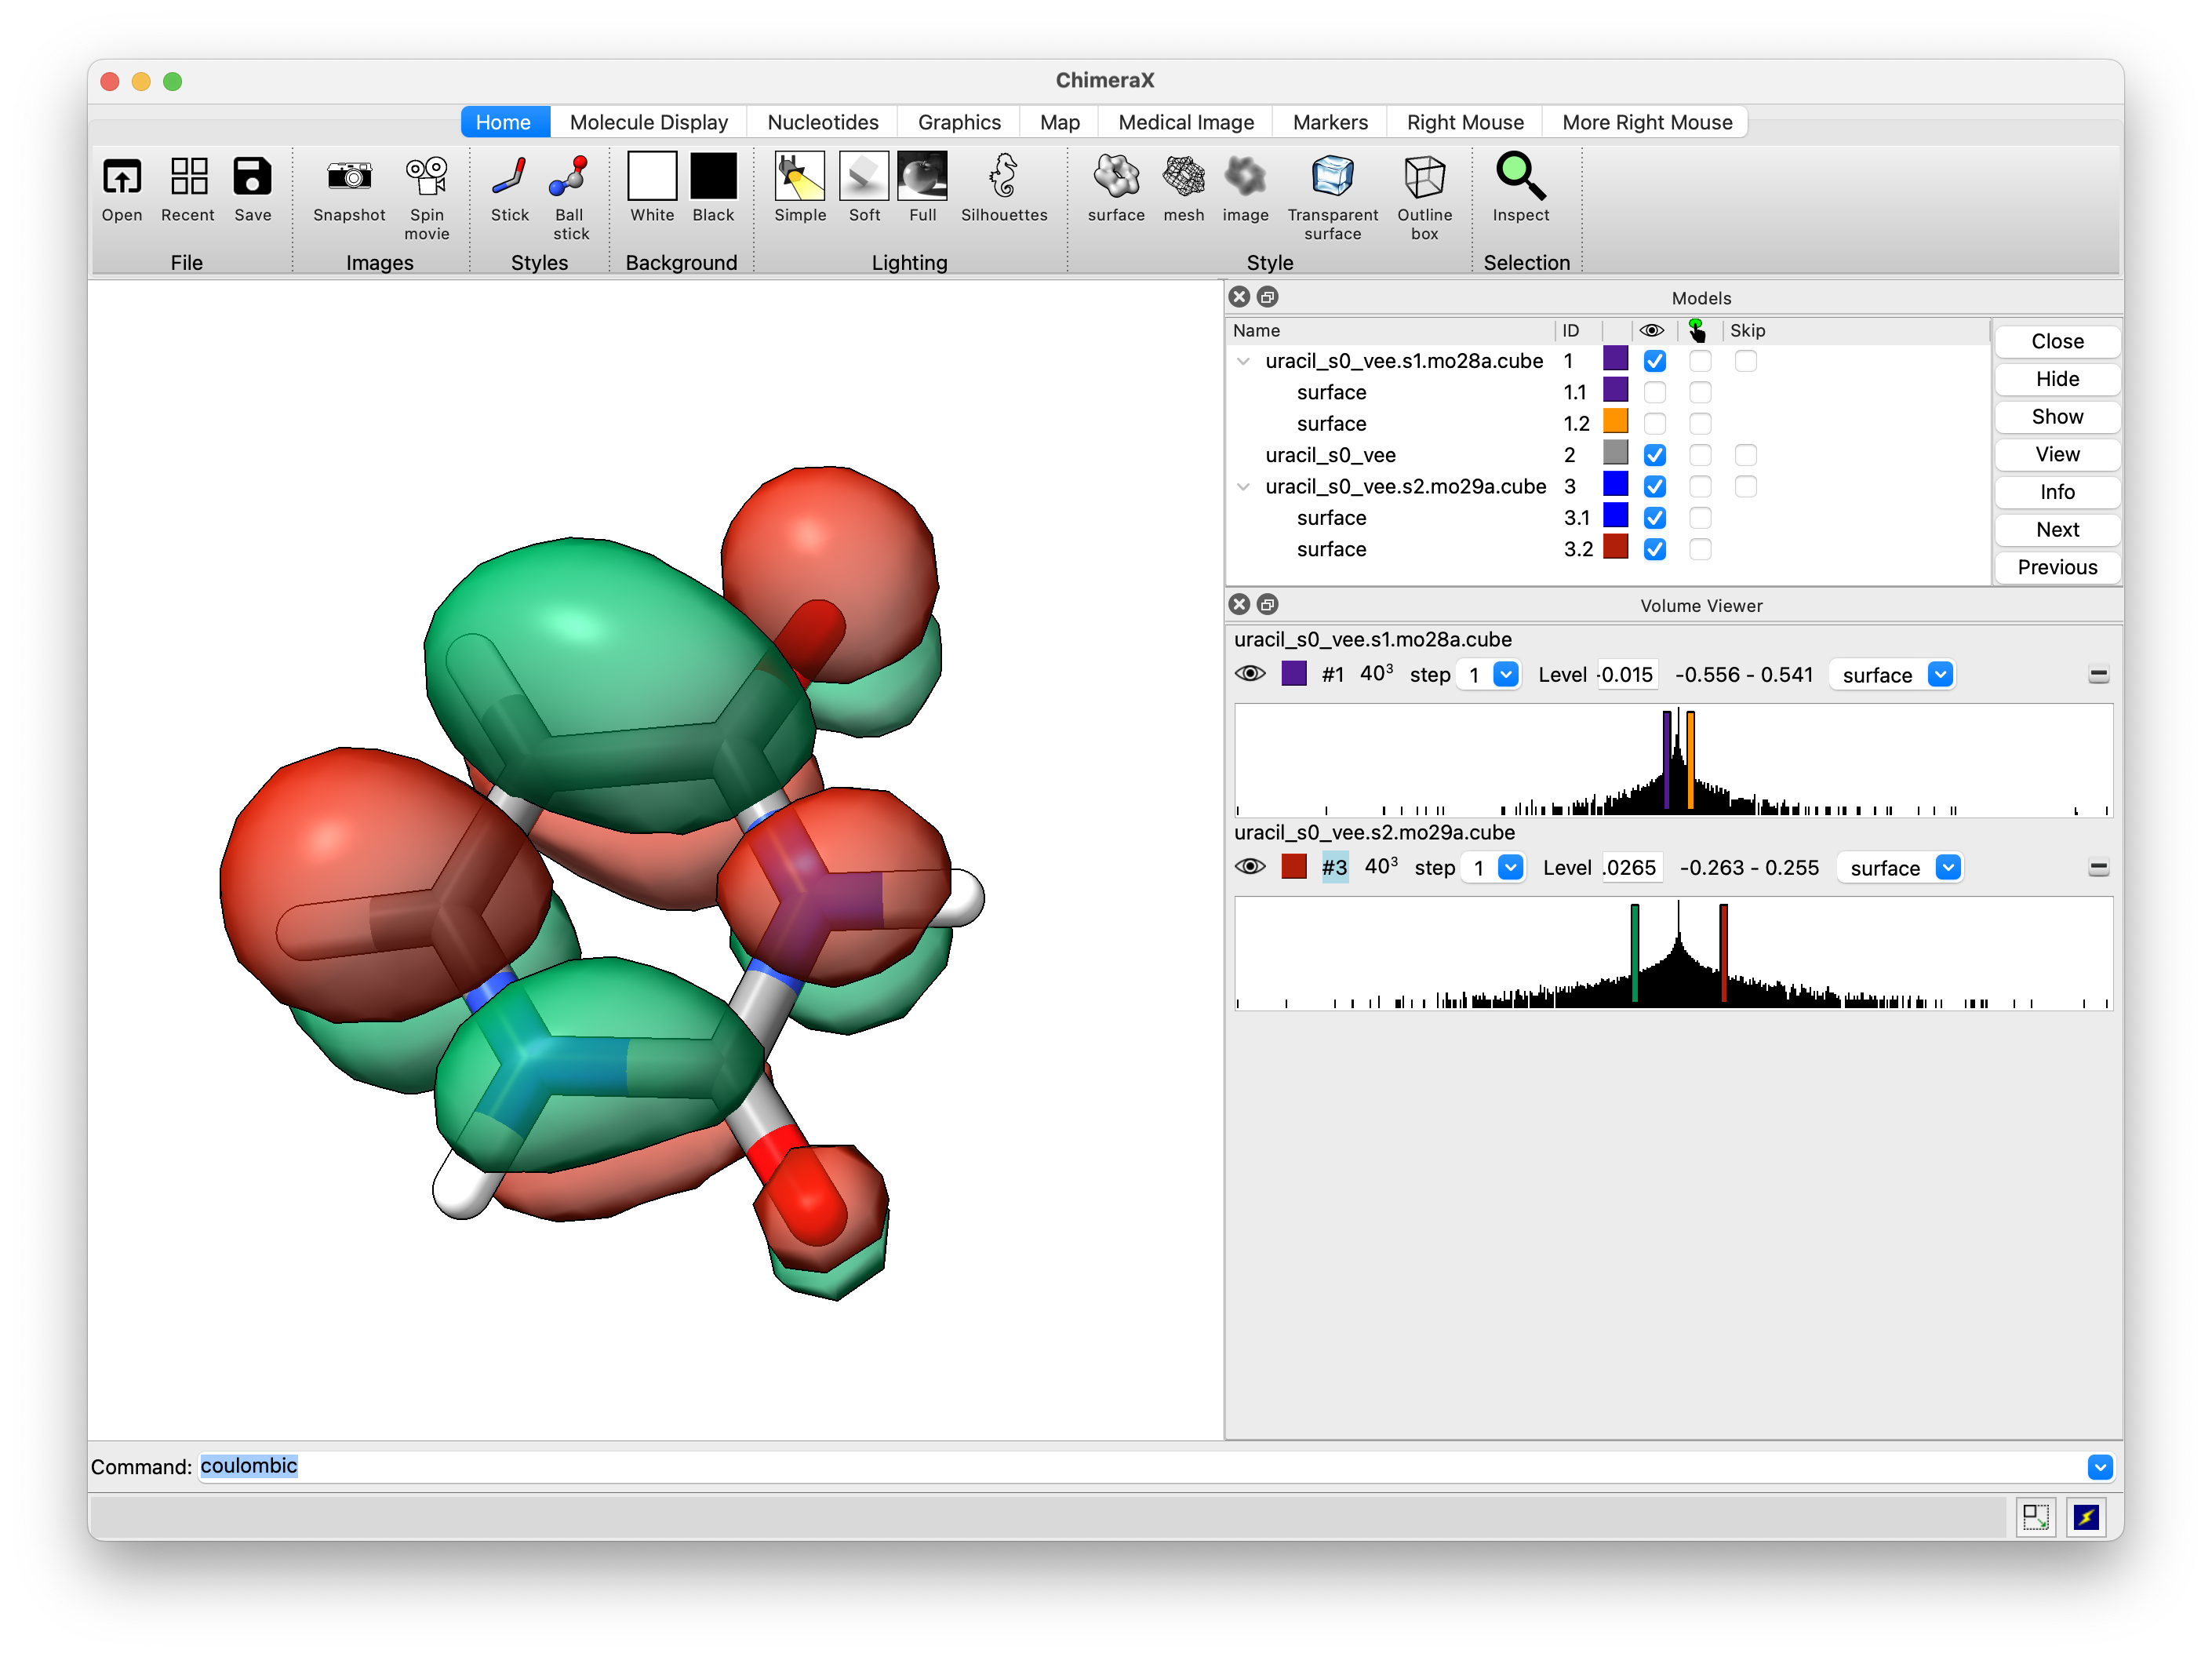 ChimeraX
Home Molecule Display Nucleotides Graphics Map Medical Image Markers Right Mouse More Right Mouse
Open Recent Save Snapshot Spin movie Stick Ball stick White Black Simple Soft Full Silhouettes surface mesh image Transparent surface Outline box Inspect
File Images Styles Background Lighting Style Selection
Models
Name ID Skip
uracil_s0_vee.s1.mo28a.cube 1
surface 1.1
surface 1.2
uracil_s0_vee 2
uracil_s0_vee.s2.mo29a.cube 3
surface 3.1
surface 3.2
Close
Hide
Show
View
Info
Next
Previous
Volume Viewer
uracil_s0_vee.s1.mo28a.cube
#1 40³ step 1 Level -0.015 -0.556 - 0.541 surface
uracil_s0_vee.s2.mo29a.cube
#3 40³ step 1 Level .0265 -0.263 - 0.255 surface
Command: coulombic